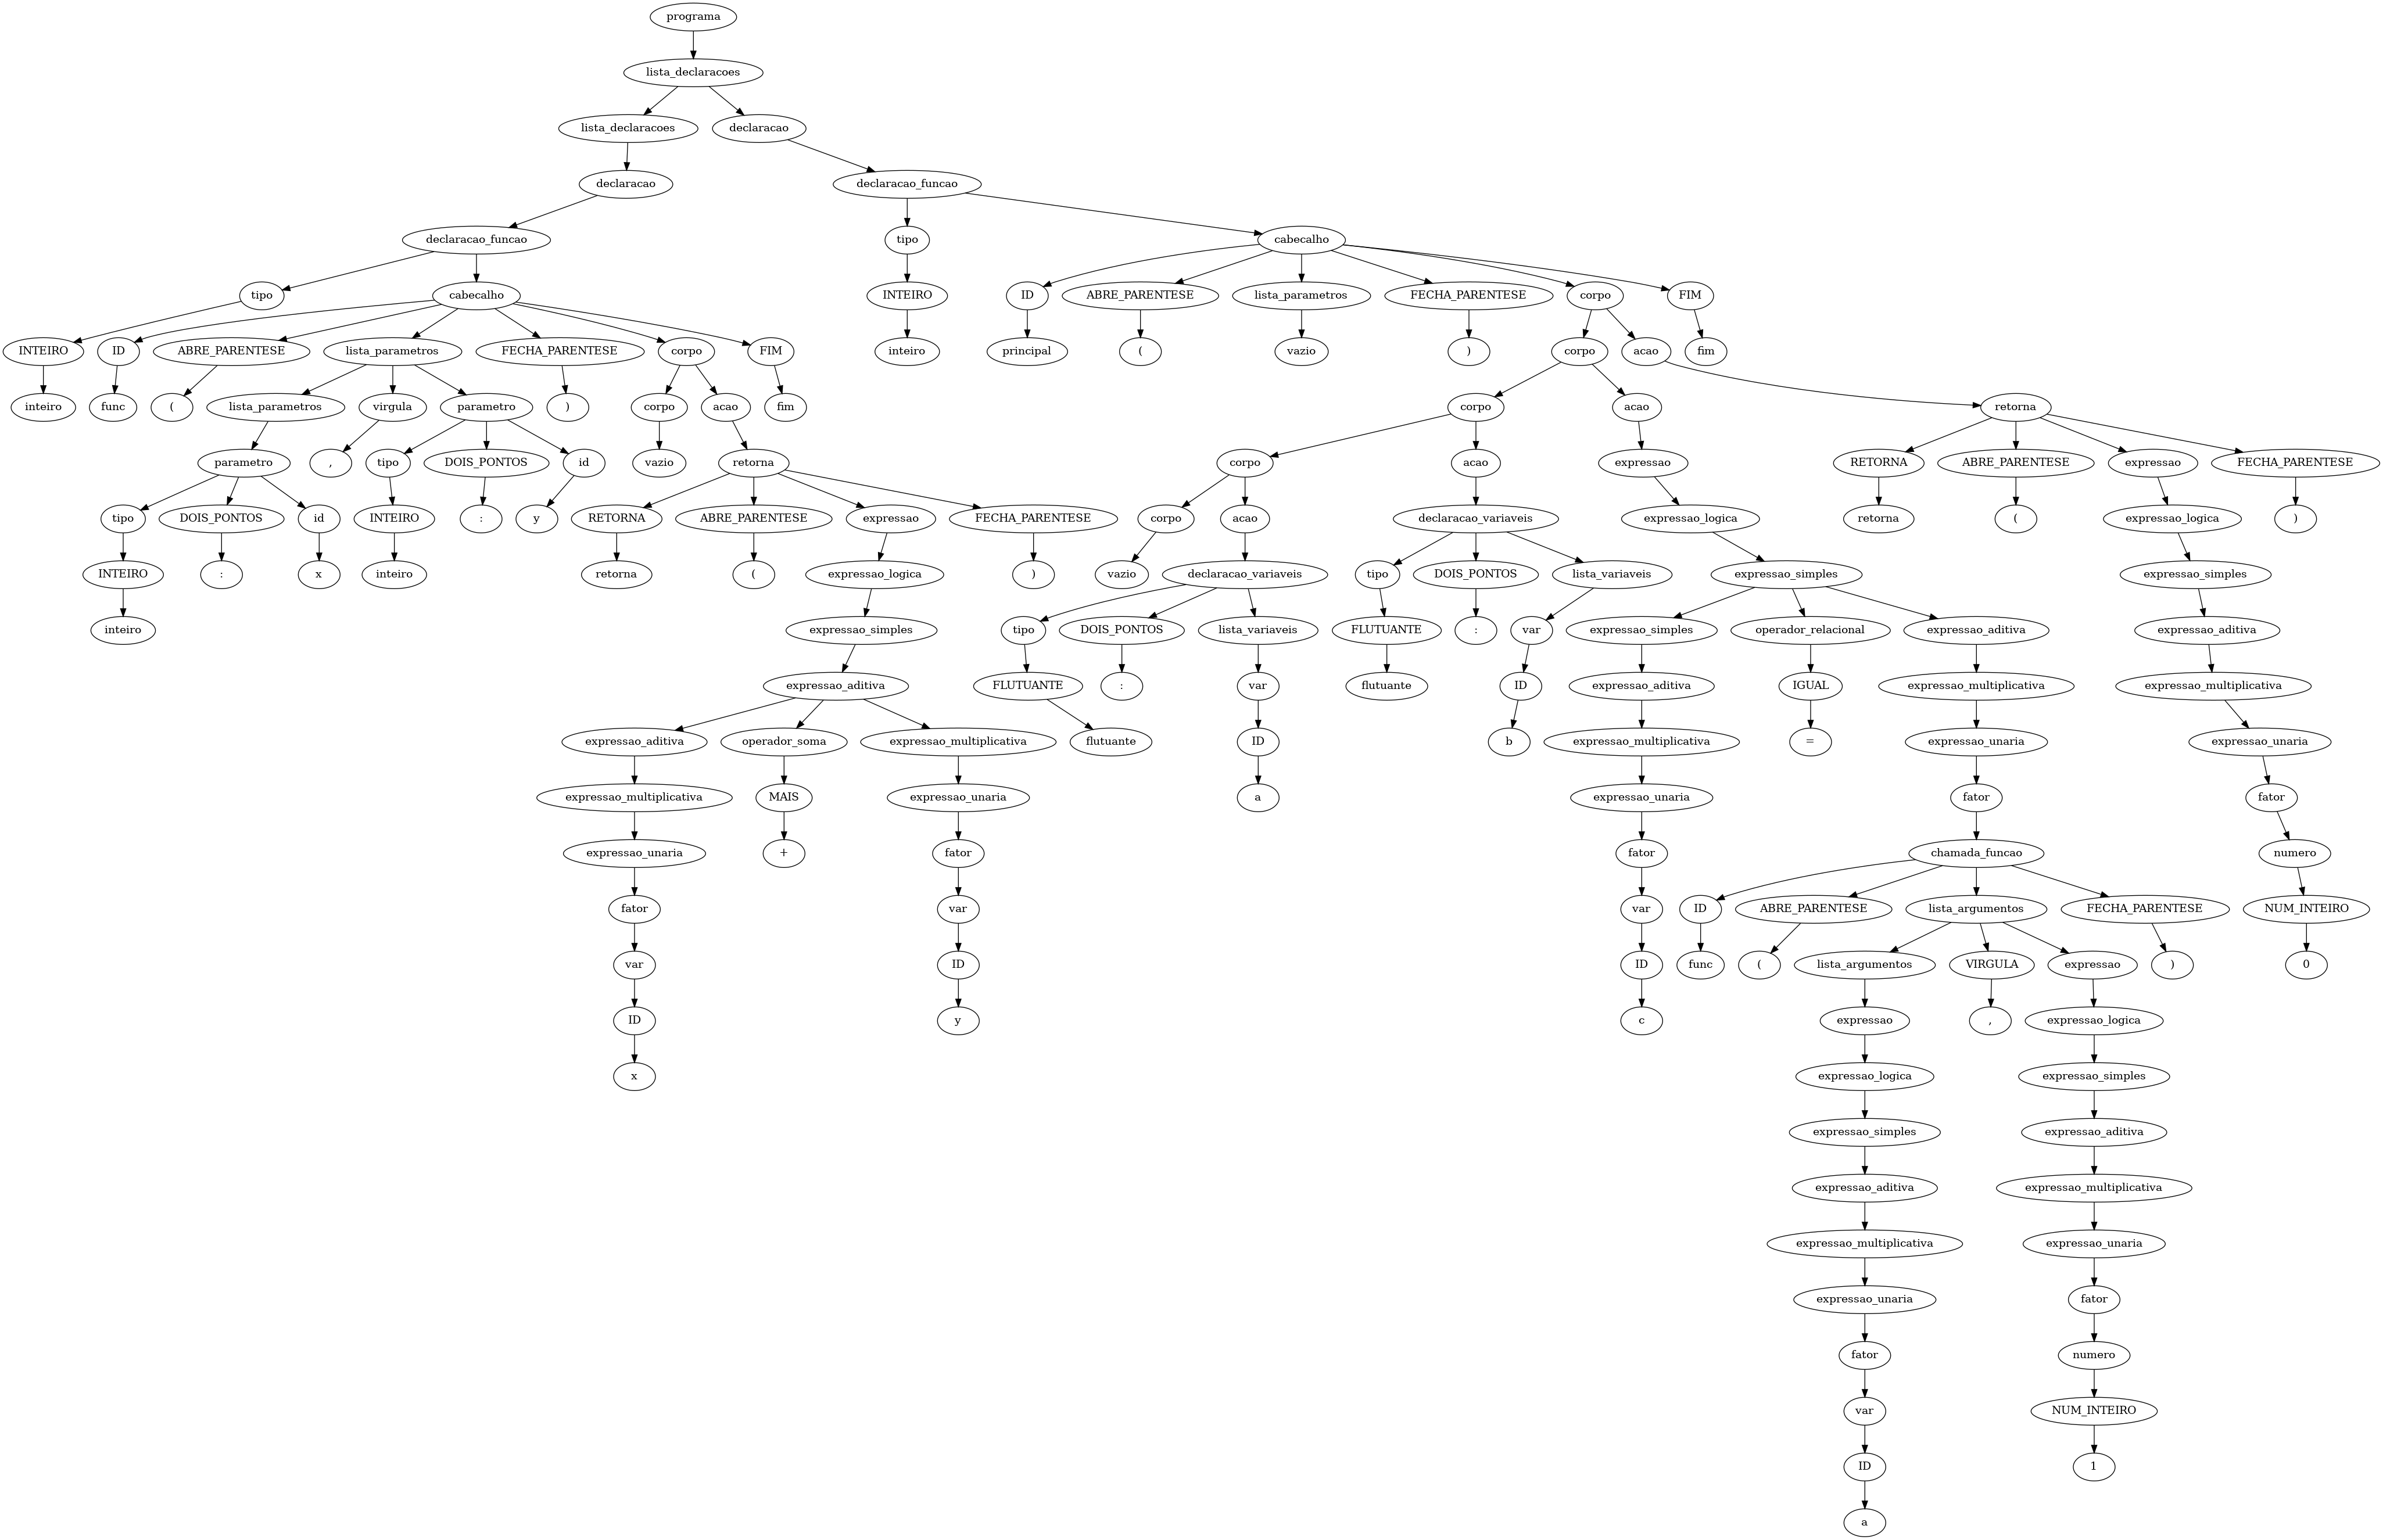 programa
lista_declaracoes
lista_declaracoes declaracao
declaracao declaracao_funcao
declaracao_funcao tipo cabecalho
tipo cabecalho INTEIRO ID ABRE_PARENTESE lista_parametros FECHA_PARENTESE corpo FIM
INTEIRO ID ABRE_PARENTESE lista_parametros FECHA_PARENTESE corpo FIM inteiro principal ( vazio ) corpo acao fim
inteiro func ( lista_parametros virgula parametro ) corpo acao fim corpo acao retorna
parametro , tipo DOIS_PONTOS id vazio retorna corpo acao expressao RETORNA ABRE_PARENTESE expressao FECHA_PARENTESE
tipo DOIS_PONTOS id INTEIRO : y RETORNA ABRE_PARENTESE expressao FECHA_PARENTESE corpo acao declaracao_variaveis expressao_logica retorna ( expressao_logica )
INTEIRO : x inteiro retorna ( expressao_logica ) vazio declaracao_variaveis tipo DOIS_PONTOS lista_variaveis expressao_simples expressao_simples
inteiro expressao_simples tipo DOIS_PONTOS lista_variaveis FLUTUANTE : var expressao_simples operador_relacional expressao_aditiva expressao_aditiva
expressao_aditiva FLUTUANTE : var flutuante ID expressao_aditiva IGUAL expressao_multiplicativa expressao_multiplicativa
expressao_aditiva operador_soma expressao_multiplicativa flutuante ID b expressao_multiplicativa = expressao_unaria expressao_unaria
expressao_multiplicativa MAIS expressao_unaria a expressao_unaria fator fator
expressao_unaria + fator fator chamada_funcao numero
fator var var ID ABRE_PARENTESE lista_argumentos FECHA_PARENTESE NUM_INTEIRO
var ID ID func ( lista_argumentos VIRGULA expressao ) 0
ID y c expressao , expressao_logica
x expressao_logica expressao_simples
expressao_simples expressao_aditiva
expressao_aditiva expressao_multiplicativa
expressao_multiplicativa expressao_unaria
expressao_unaria fator
fator numero
var NUM_INTEIRO
ID 1
a